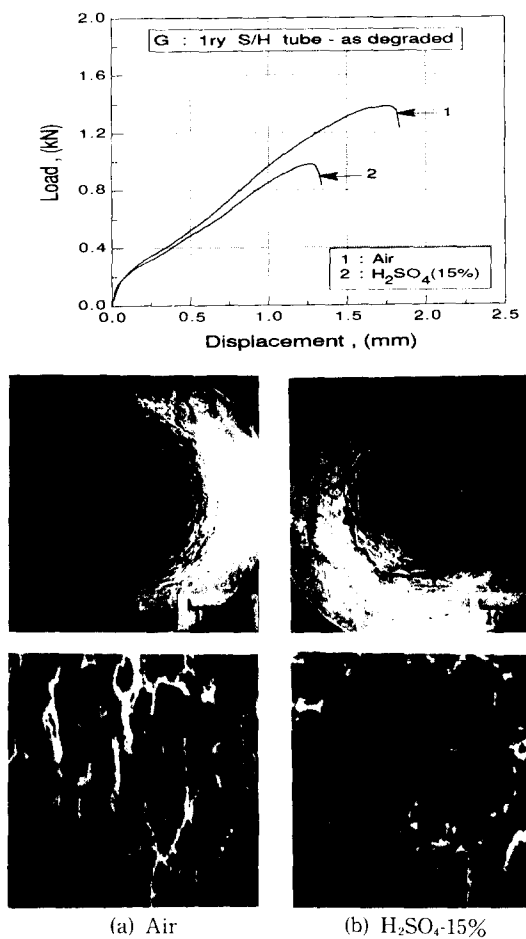 G : 1ry S/H tube - as degraded
2.0
1.6
1.2
0.8
0.4
0.0
Load , (kN)
1
2
1 : Air
2 : H₂SO₄(15%)
0.0
0.5
1.0
1.5
2.0
2.5
Displacement , (mm)
(a) Air
(b) H₂SO₄-15%